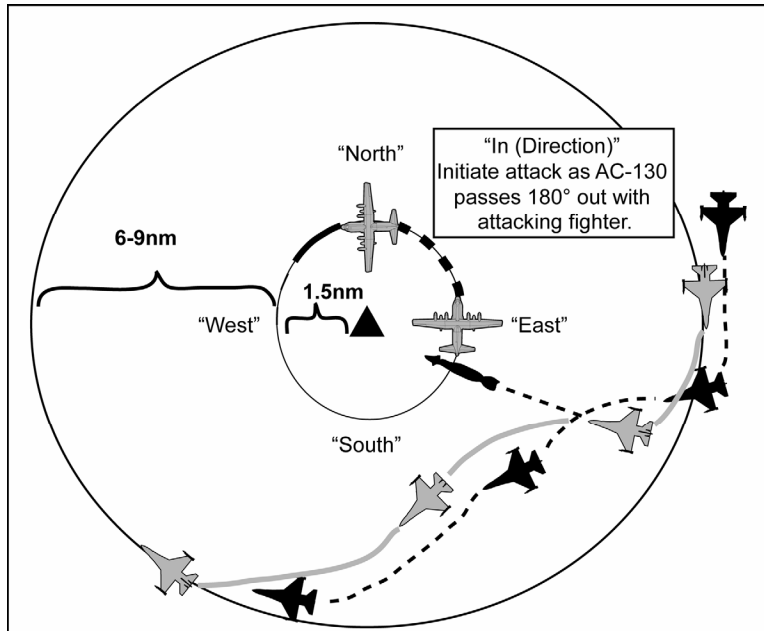 “North”
“In (Direction)”
Initiate attack as AC-130
passes 180° out with
attacking fighter.
6-9nm
1.5nm
“West”
“East”
“South”